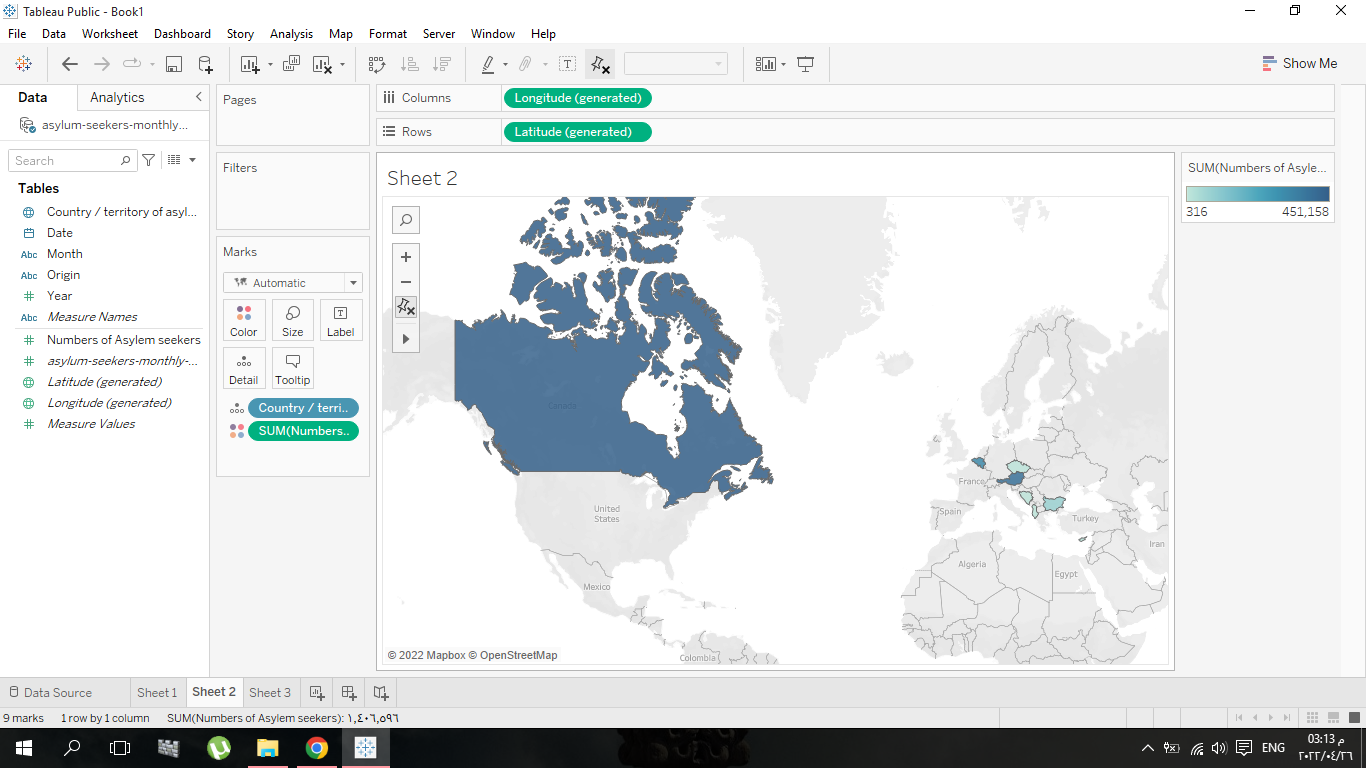 Tableau Public - Book1
File Data Worksheet Dashboard Story Analysis Map Format Server Window Help
Show Me
Data Analytics
asylum-seekers-monthly...
Search
Tables
Country / territory of asyl...
Date
Abc Month
Abc Origin
Year
Abc Measure Names
Numbers of Asylem seekers
asylum-seekers-monthly-...
Latitude (generated)
Longitude (generated)
Measure Values
Pages
Filters
Marks
Automatic
Color Size Label
Detail Tooltip
Country / terri..
SUM(Numbers..
Columns Longitude (generated)
Rows Latitude (generated)
Sheet 2
Canada
United
States
Mexico
Colombia
France
Spain
Turkey
Iran
Algeria
Egypt
© 2022 Mapbox © OpenStreetMap
SUM(Numbers of Asyle...
316 451,158
Data Source Sheet 1 Sheet 2 Sheet 3
9 marks 1 row by 1 column SUM(Numbers of Asylem seekers): ١,٤٠٦,٥٩٦
ENG
03:13 م
٢٠٢٢/٠٤/٢٦